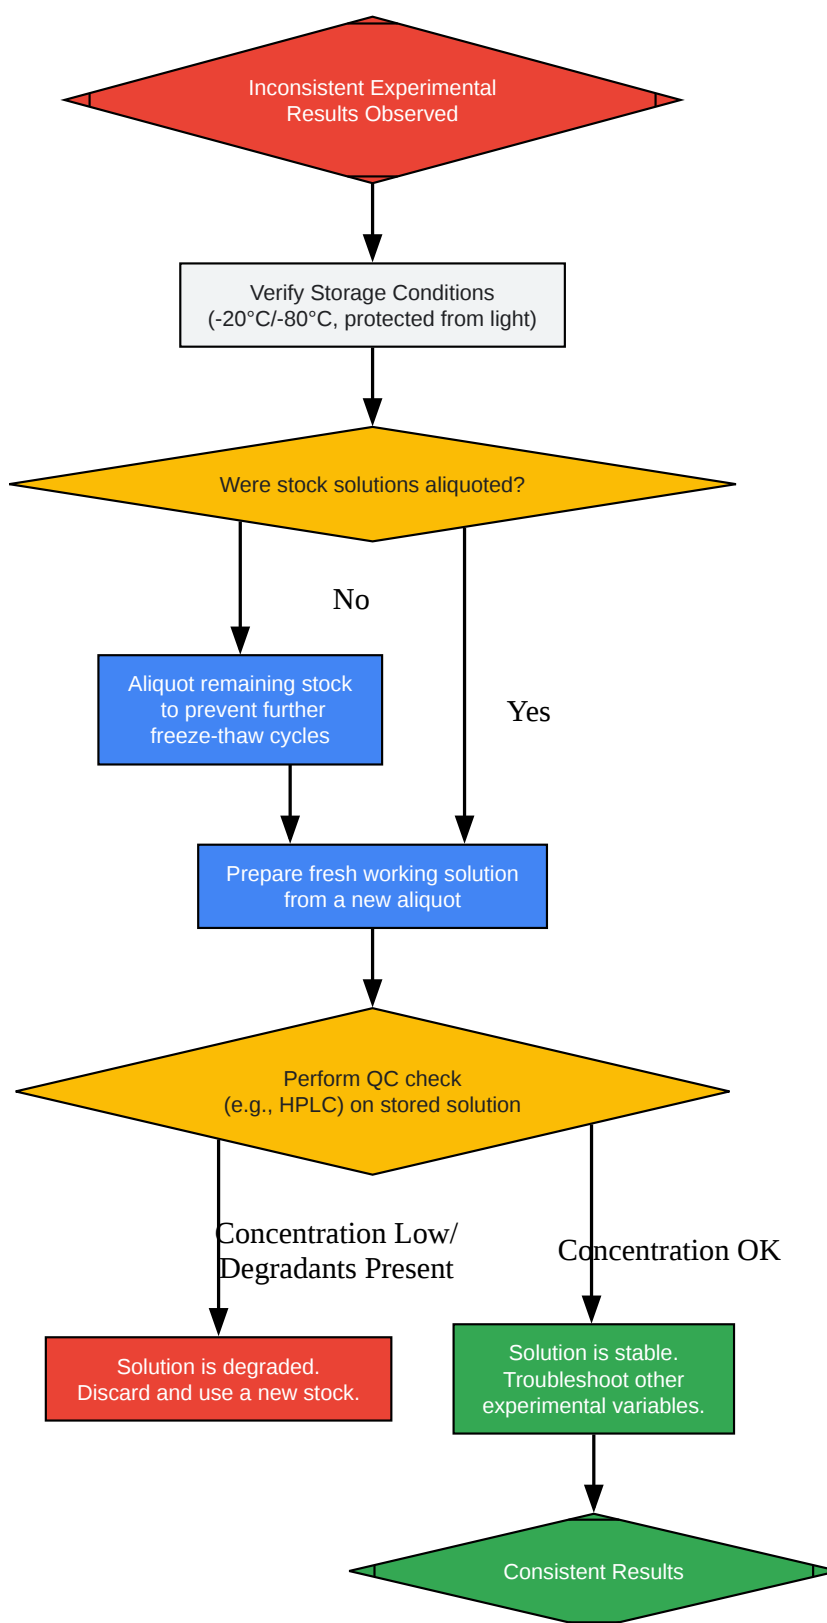 Inconsistent Experimental
Results Observed
Verify Storage Conditions
(-20°C/-80°C, protected from light)
Were stock solutions aliquoted?
No
Aliquot remaining stock
to prevent further
freeze-thaw cycles
Yes
Prepare fresh working solution
from a new aliquot
Perform QC check
(e.g., HPLC) on stored solution
Concentration Low/
Degradants Present
Concentration OK
Solution is degraded.
Discard and use a new stock.
Solution is stable.
Troubleshoot other
experimental variables.
Consistent Results